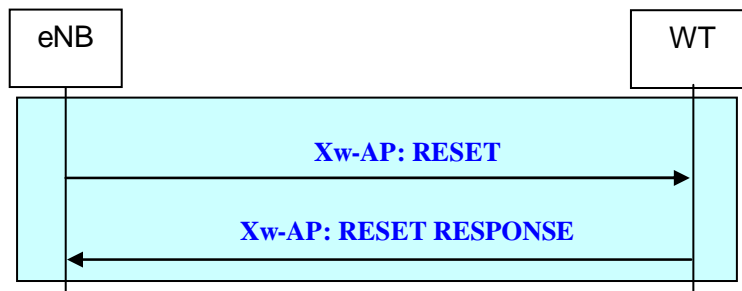 eNB
WT
Xw-AP: RESET
Xw-AP: RESET RESPONSE